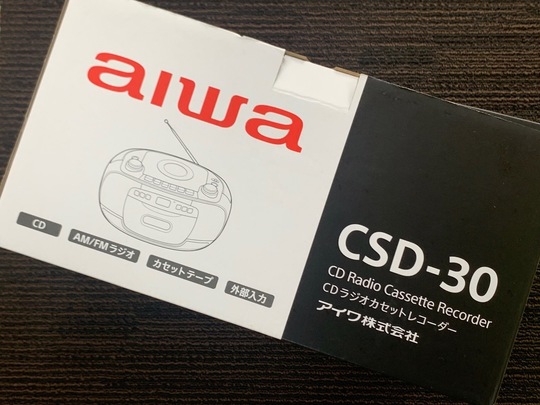 aiwa
CD
AM/FMラジオ
カセットテープ
外部入力
CSD-30
CD Radio Cassette Recorder
CDラジオカセットレコーダー
アイワ株式会社